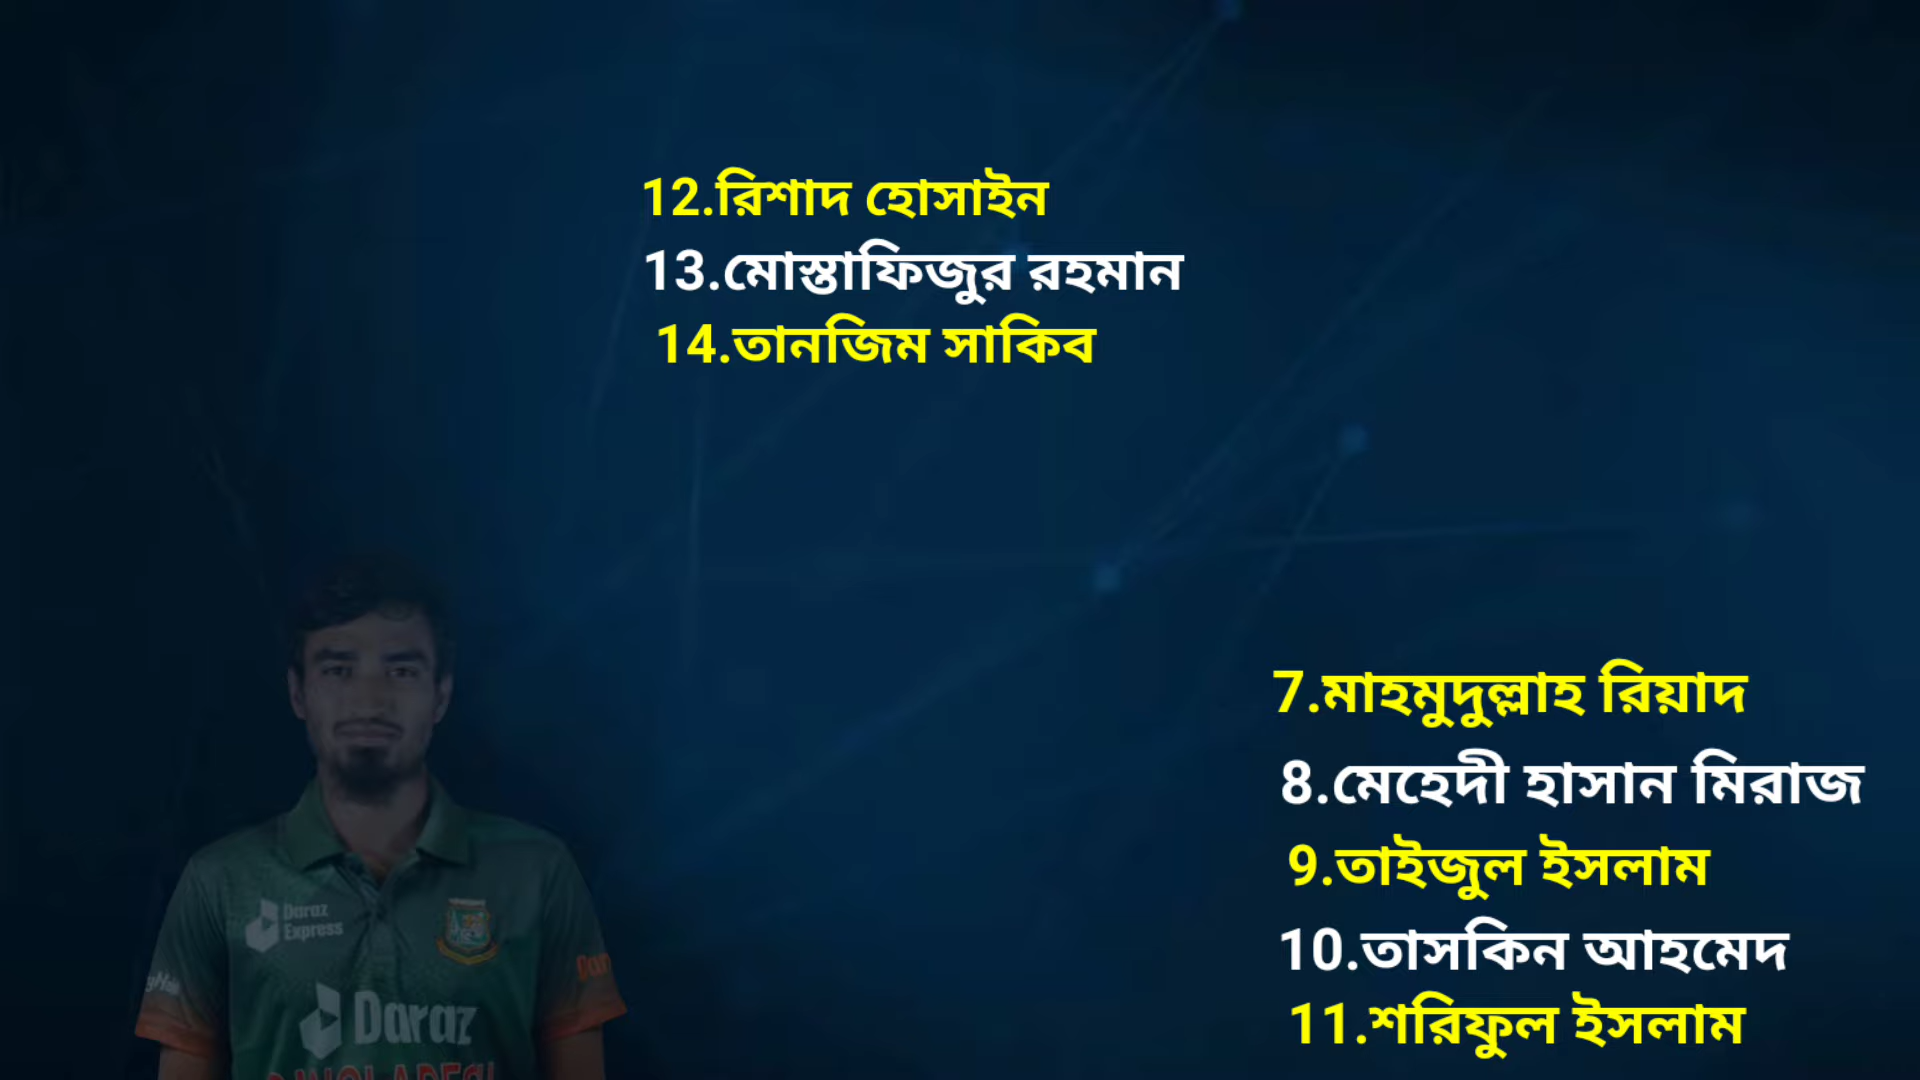 12.রিশাদ হোসাইন
13.মোস্তাফিজুর রহমান
14.তানজিম সাকিব
7.মাহমুদুল্লাহ রিয়াদ
8.মেহেদী হাসান মিরাজ
9.তাইজুল ইসলাম
10.তাসকিন আহমেদ
11.শরিফুল ইসলাম
Daraz
Express
Daraz